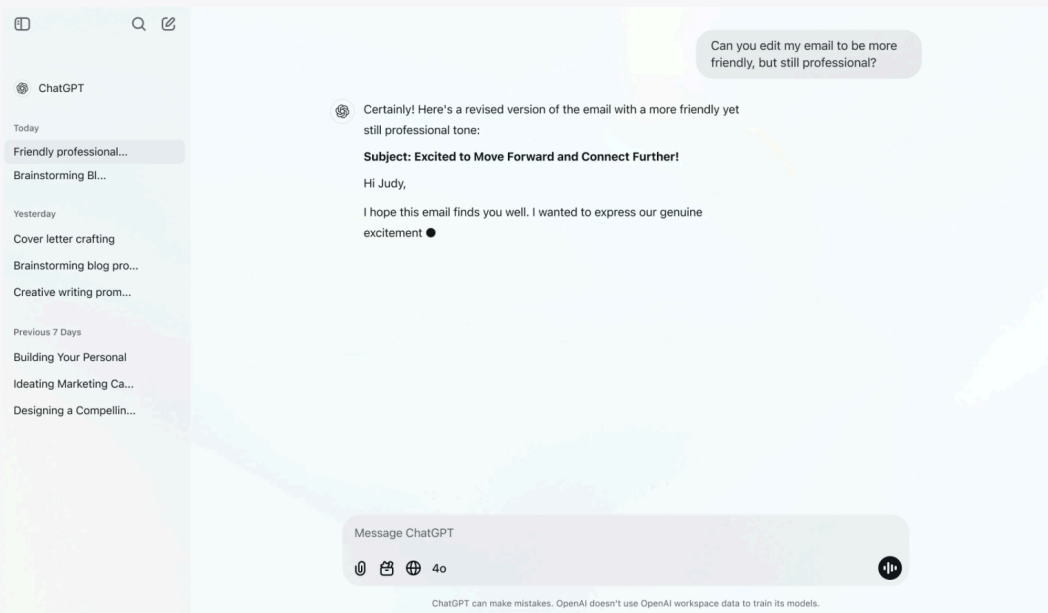 ChatGPT
Today
Friendly professional...
Brainstorming Bl...
Yesterday
Cover letter crafting
Brainstorming blog pro...
Creative writing prom...
Previous 7 Days
Building Your Personal
Ideating Marketing Ca...
Designing a Compellin...
Can you edit my email to be more
friendly, but still professional?
Certainly! Here's a revised version of the email with a more friendly yet
still professional tone:
Subject: Excited to Move Forward and Connect Further!
Hi Judy,
I hope this email finds you well. I wanted to express our genuine
excitement
Message ChatGPT
4o
ChatGPT can make mistakes. OpenAI doesn't use OpenAI workspace data to train its models.